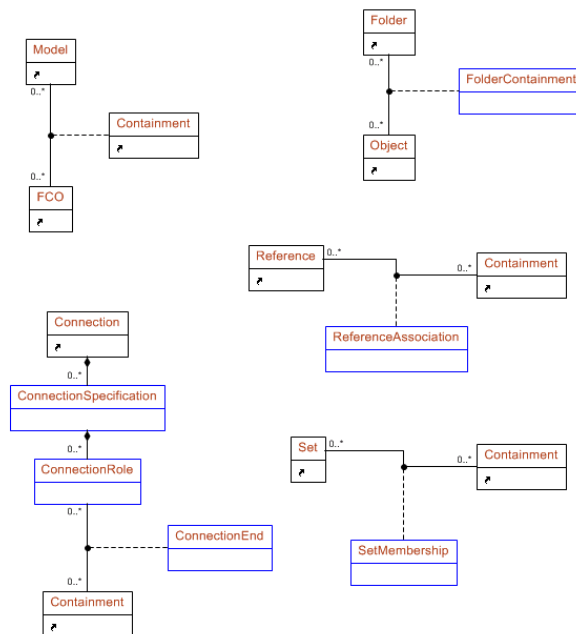 Model
0..*
Containment
0..*
FCO
Folder
0..*
FolderContainment
0..*
Object
Reference
0..*
0..*
Containment
ReferenceAssociation
Connection
0..*
ConnectionSpecification
0..*
ConnectionRole
0..*
ConnectionEnd
0..*
Containment
Set
0..*
0..*
Containment
SetMembership